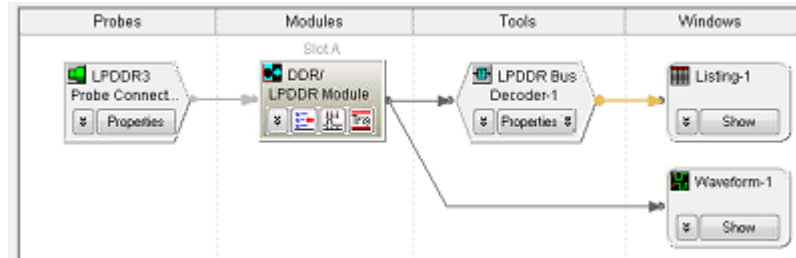 Probes Modules Tools Windows
Slot A
LPDDR3
Probe Connect...
Properties
DDR/
LPDDR Module
LPDDR Bus
Decoder-1
Properties
Listing-1
Show
Waveform-1
Show